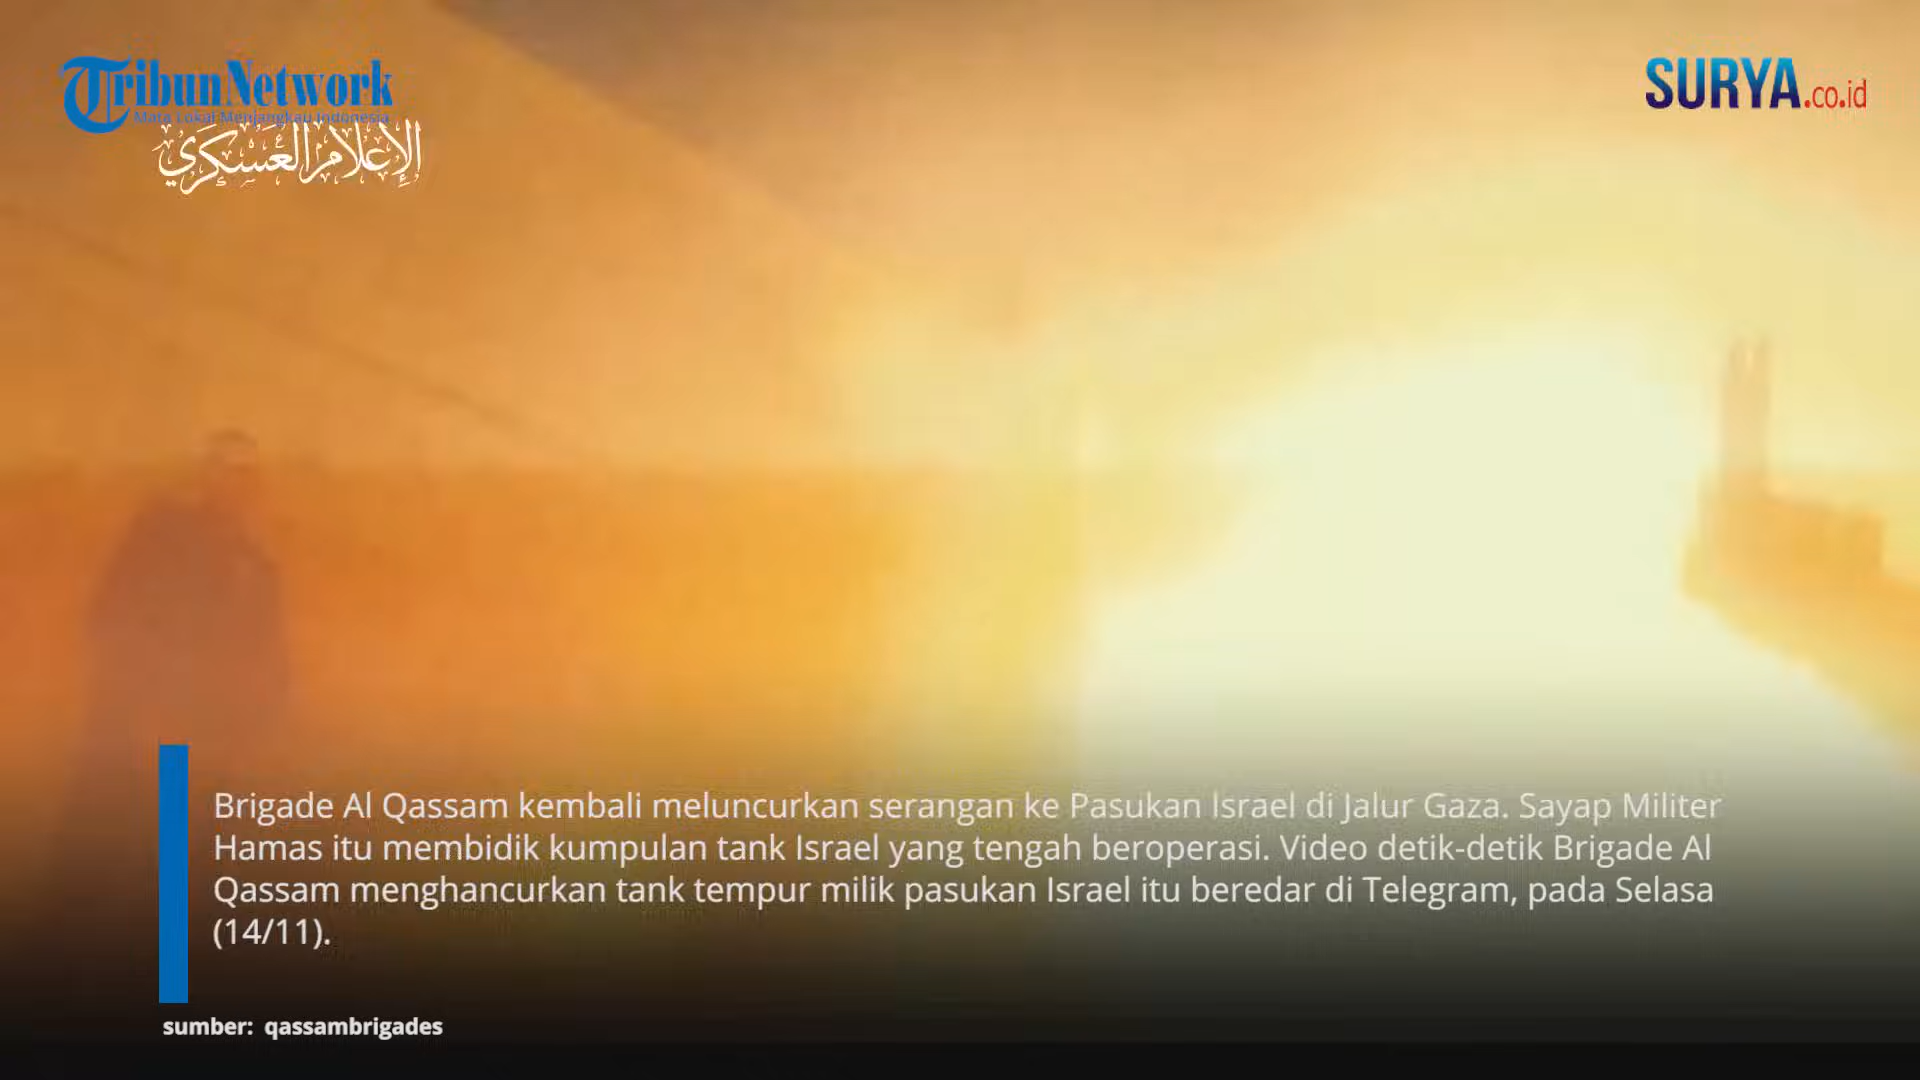 TribunNetwork
Mata Lokal Menjangkau Indonesia
الإعلام العسكري
SURYA.co.id
Brigade Al Qassam kembali meluncurkan serangan ke Pasukan Israel di Jalur Gaza. Sayap Militer
Hamas itu membidik kumpulan tank Israel yang tengah beroperasi. Video detik-detik Brigade Al
Qassam menghancurkan tank tempur milik pasukan Israel itu beredar di Telegram, pada Selasa
(14/11).
sumber: qassambrigades